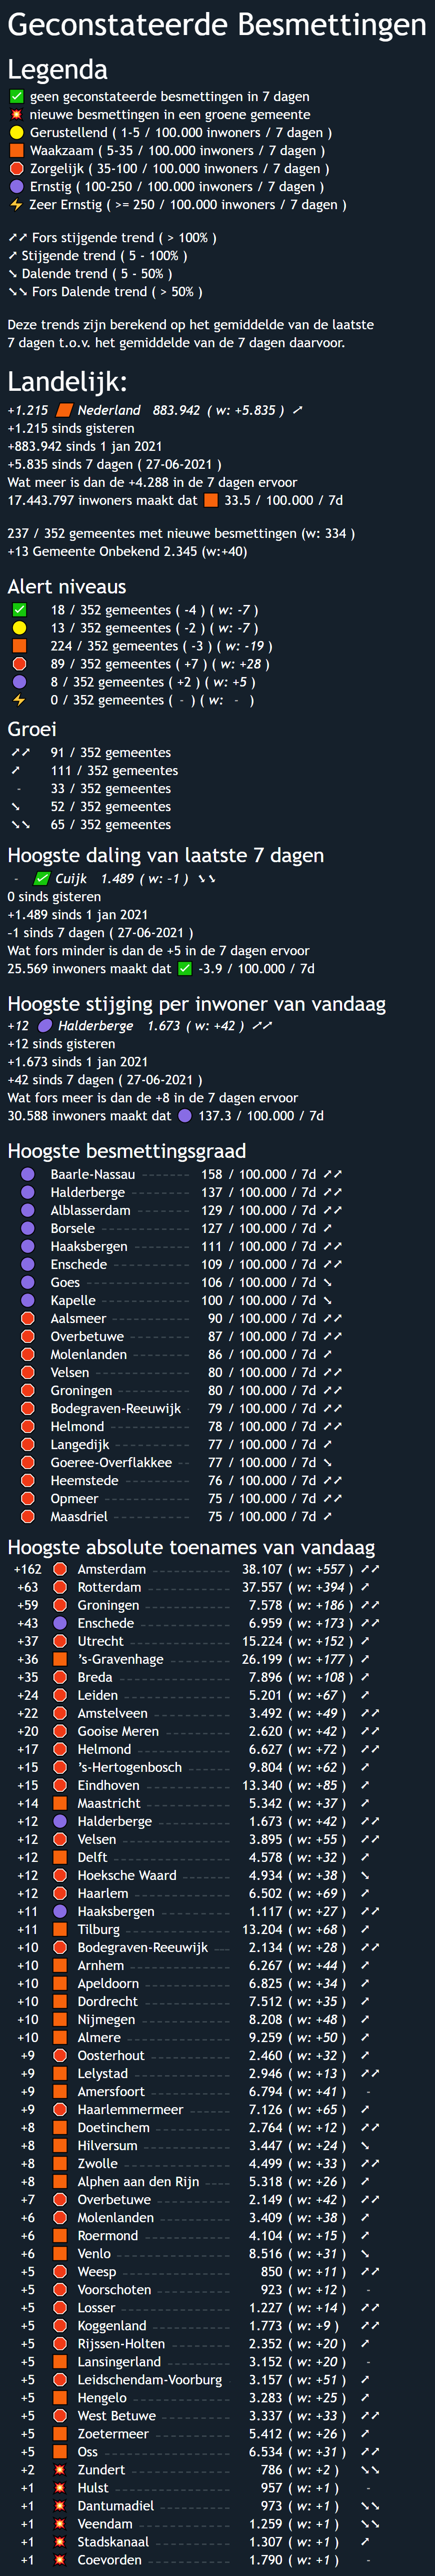 Geconstateerde Besmettingen
Legenda
✅ geen geconstateerde besmettingen in 7 dagen
💥 nieuwe besmettingen in een groene gemeente
🟡 Gerustellend ( 1-5 / 100.000 inwoners / 7 dagen )
🟧 Waakzaam ( 5-35 / 100.000 inwoners / 7 dagen )
🛑 Zorgelijk ( 35-100 / 100.000 inwoners / 7 dagen )
🟣 Ernstig ( 100-250 / 100.000 inwoners / 7 dagen )
⚡ Zeer Ernstig ( >= 250 / 100.000 inwoners / 7 dagen )
➚➚ Fors stijgende trend ( > 100% )
➚ Stijgende trend ( 5 - 100% )
➘ Dalende trend ( 5 - 50% )
➘➘ Fors Dalende trend ( > 50% )
Deze trends zijn berekend op het gemiddelde van de laatste
7 dagen t.o.v. het gemiddelde van de 7 dagen daarvoor.
Landelijk:
+1.215 🟧 Nederland 883.942 ( w: +5.835 ) ➚
+1.215 sinds gisteren
+883.942 sinds 1 jan 2021
+5.835 sinds 7 dagen ( 27-06-2021 )
Wat meer is dan de +4.288 in de 7 dagen ervoor
17.443.797 inwoners maakt dat 🟧 33.5 / 100.000 / 7d
237 / 352 gemeentes met nieuwe besmettingen (w: 334 )
+13 Gemeente Onbekend 2.345 (w:+40)
Alert niveaus
✅ 18 / 352 gemeentes ( -4 ) ( w: -7 )
🟡 13 / 352 gemeentes ( -2 ) ( w: -7 )
🟧 224 / 352 gemeentes ( -3 ) ( w: -19 )
🛑 89 / 352 gemeentes ( +7 ) ( w: +28 )
🟣 8 / 352 gemeentes ( +2 ) ( w: +5 )
⚡ 0 / 352 gemeentes ( - ) ( w: - )
Groei
➚➚ 91 / 352 gemeentes
➚ 111 / 352 gemeentes
- 33 / 352 gemeentes
➘ 52 / 352 gemeentes
➘➘ 65 / 352 gemeentes
Hoogste daling van laatste 7 dagen
- ✅ Cuijk 1.489 ( w: -1 ) ➘➘
0 sinds gisteren
+1.489 sinds 1 jan 2021
-1 sinds 7 dagen ( 27-06-2021 )
Wat fors minder is dan de +5 in de 7 dagen ervoor
25.569 inwoners maakt dat ✅ -3.9 / 100.000 / 7d
Hoogste stijging per inwoner van vandaag
+12 🟣 Halderberge 1.673 ( w: +42 ) ➚➚
+12 sinds gisteren
+1.673 sinds 1 jan 2021
+42 sinds 7 dagen ( 27-06-2021 )
Wat fors meer is dan de +8 in de 7 dagen ervoor
30.588 inwoners maakt dat 🟣 137.3 / 100.000 / 7d
Hoogste besmettingsgraad
🟣 Baarle-Nassau 158 / 100.000 / 7d ➚➚
🟣 Halderberge 137 / 100.000 / 7d ➚➚
🟣 Alblasserdam 129 / 100.000 / 7d ➚➚
🟣 Borsele 127 / 100.000 / 7d ➚
🟣 Haaksbergen 111 / 100.000 / 7d ➚➚
🟣 Enschede 109 / 100.000 / 7d ➚➚
🟣 Goes 106 / 100.000 / 7d ➘
🟣 Kapelle 100 / 100.000 / 7d ➘
🛑 Aalsmeer 90 / 100.000 / 7d ➚➚
🛑 Overbetuwe 87 / 100.000 / 7d ➚➚
🛑 Molenlanden 86 / 100.000 / 7d ➚
🛑 Velsen 80 / 100.000 / 7d ➚➚
🛑 Groningen 80 / 100.000 / 7d ➚➚
🛑 Bodegraven-Reeuwijk 79 / 100.000 / 7d ➚➚
🛑 Helmond 78 / 100.000 / 7d ➚➚
🛑 Langedijk 77 / 100.000 / 7d ➚
🛑 Goeree-Overflakkee 77 / 100.000 / 7d ➘
🛑 Heemstede 76 / 100.000 / 7d ➚➚
🛑 Opmeer 75 / 100.000 / 7d ➚➚
🛑 Maasdriel 75 / 100.000 / 7d ➚
Hoogste absolute toenames van vandaag
+162 🛑 Amsterdam 38.107 ( w: +557 ) ➚➚
+63 🛑 Rotterdam 37.557 ( w: +394 ) ➚
+59 🛑 Groningen 7.578 ( w: +186 ) ➚➚
+43 🟣 Enschede 6.959 ( w: +173 ) ➚➚
+37 🛑 Utrecht 15.224 ( w: +152 ) ➚
+36 🟧 's-Gravenhage 26.199 ( w: +177 ) ➚
+35 🛑 Breda 7.896 ( w: +108 ) ➚
+24 🛑 Leiden 5.201 ( w: +67 ) ➚
+22 🛑 Amstelveen 3.492 ( w: +49 ) ➚➚
+20 🛑 Gooise Meren 2.620 ( w: +42 ) ➚➚
+17 🛑 Helmond 6.627 ( w: +72 ) ➚➚
+15 🛑 's-Hertogenbosch 9.804 ( w: +62 ) ➚
+15 🛑 Eindhoven 13.340 ( w: +85 ) ➚
+14 🟧 Maastricht 5.342 ( w: +37 ) ➚
+12 🟣 Halderberge 1.673 ( w: +42 ) ➚➚
+12 🛑 Velsen 3.895 ( w: +55 ) ➚➚
+12 🟧 Delft 4.578 ( w: +32 ) ➚
+12 🛑 Hoeksche Waard 4.934 ( w: +38 ) ➘
+12 🛑 Haarlem 6.502 ( w: +69 ) ➚
+11 🟣 Haaksbergen 1.117 ( w: +27 ) ➚➚
+11 🟧 Tilburg 13.204 ( w: +68 ) ➚
+10 🛑 Bodegraven-Reeuwijk 2.134 ( w: +28 ) ➚➚
+10 🟧 Arnhem 6.267 ( w: +44 ) ➚
+10 🟧 Apeldoorn 6.825 ( w: +34 ) ➚
+10 🟧 Dordrecht 7.512 ( w: +35 ) ➚
+10 🟧 Nijmegen 8.208 ( w: +48 ) ➚
+10 🟧 Almere 9.259 ( w: +50 ) ➚
+9 🛑 Oosterhout 2.460 ( w: +32 ) ➚
+9 🟧 Lelystad 2.946 ( w: +13 ) ➚➚
+9 🟧 Amersfoort 6.794 ( w: +41 ) -
+9 🛑 Haarlemmermeer 7.126 ( w: +65 ) ➚
+8 🟧 Doetinchem 2.764 ( w: +12 ) ➚➚
+8 🟧 Hilversum 3.447 ( w: +24 ) ➘
+8 🟧 Zwolle 4.499 ( w: +33 ) ➚➚
+8 🟧 Alphen aan den Rijn 5.318 ( w: +26 ) ➚
+7 🛑 Overbetuwe 2.149 ( w: +42 ) ➚➚
+6 🛑 Molenlanden 3.409 ( w: +38 ) ➚
+6 🟧 Roermond 4.104 ( w: +15 ) ➚
+6 🟧 Venlo 8.516 ( w: +31 ) ➘
+5 🛑 Weesp 850 ( w: +11 ) ➚➚
+5 🛑 Voorschoten 923 ( w: +12 ) -
+5 🛑 Losser 1.227 ( w: +14 ) ➚➚
+5 🛑 Koggenland 1.773 ( w: +9 ) ➚➚
+5 🛑 Rijssen-Holten 2.352 ( w: +20 ) ➚
+5 🟧 Lansingerland 3.152 ( w: +20 ) -
+5 🛑 Leidschendam-Voorburg 3.157 ( w: +51 ) ➚
+5 🟧 Hengelo 3.283 ( w: +25 ) ➚
+5 🛑 West Betuwe 3.337 ( w: +33 ) ➚➚
+5 🟧 Zoetermeer 5.412 ( w: +26 ) ➚
+5 🟧 Oss 6.534 ( w: +31 ) ➚➚
+2 💥 Zundert 786 ( w: +2 ) ➘➘
+1 💥 Hulst 957 ( w: +1 ) -
+1 💥 Dantumadiel 973 ( w: +1 ) ➘➘
+1 💥 Veendam 1.259 ( w: +1 ) ➘➘
+1 💥 Stadskanaal 1.307 ( w: +1 ) ➚
+1 💥 Coevorden 1.790 ( w: +1 ) -